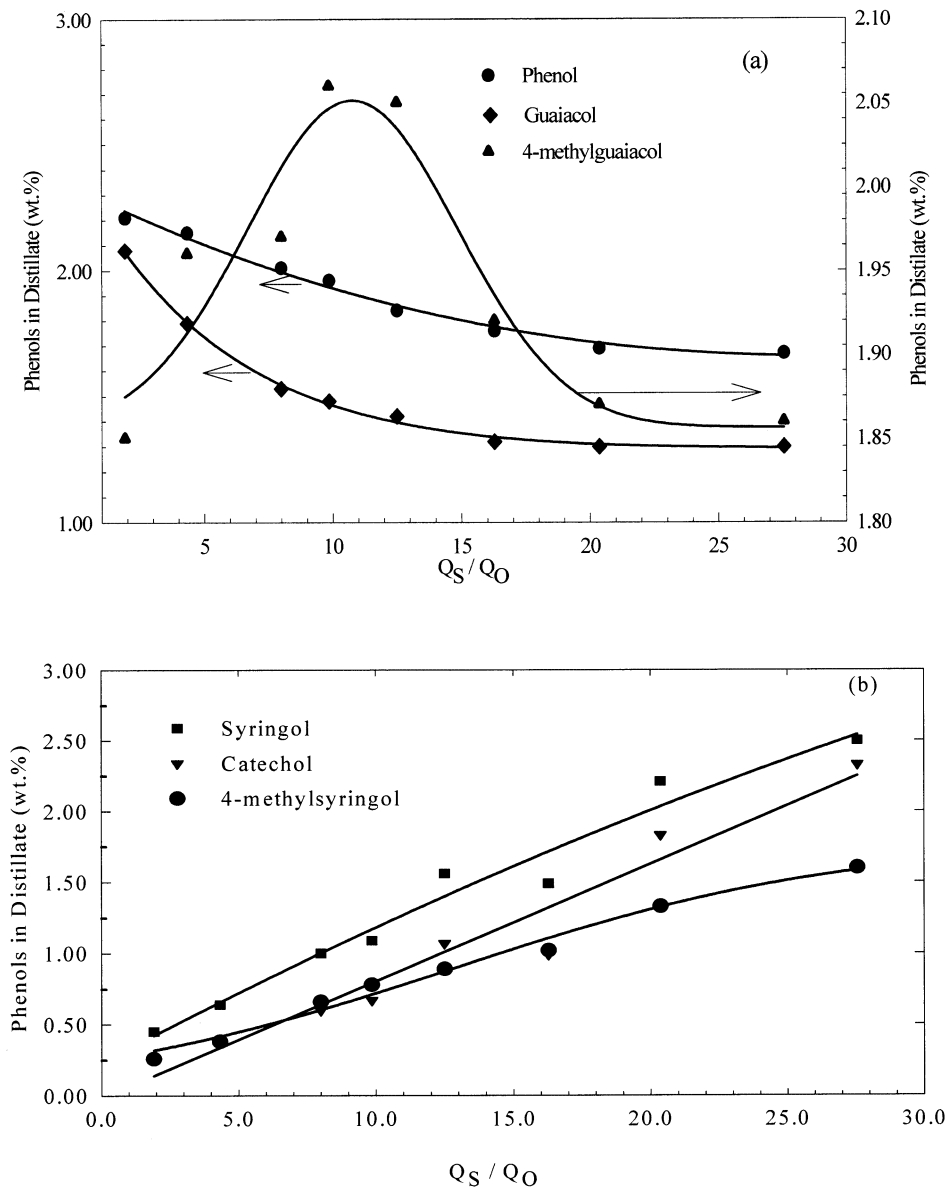 3.00
2.00
1.00
Phenols in Distillate (wt.%)
(a)
Phenol
Guaiacol
4-methylguaiacol
2.10
2.05
2.00
1.95
1.90
1.85
1.80
Phenols in Distillate (wt.%)
5
10
15
20
25
30
QS / QO
3.00
2.50
2.00
1.50
1.00
0.50
0.00
Phenols in Distillate (wt.%)
(b)
Syringol
Catechol
4-methylsyringol
0.0
5.0
10.0
15.0
20.0
25.0
30.0
QS / QO